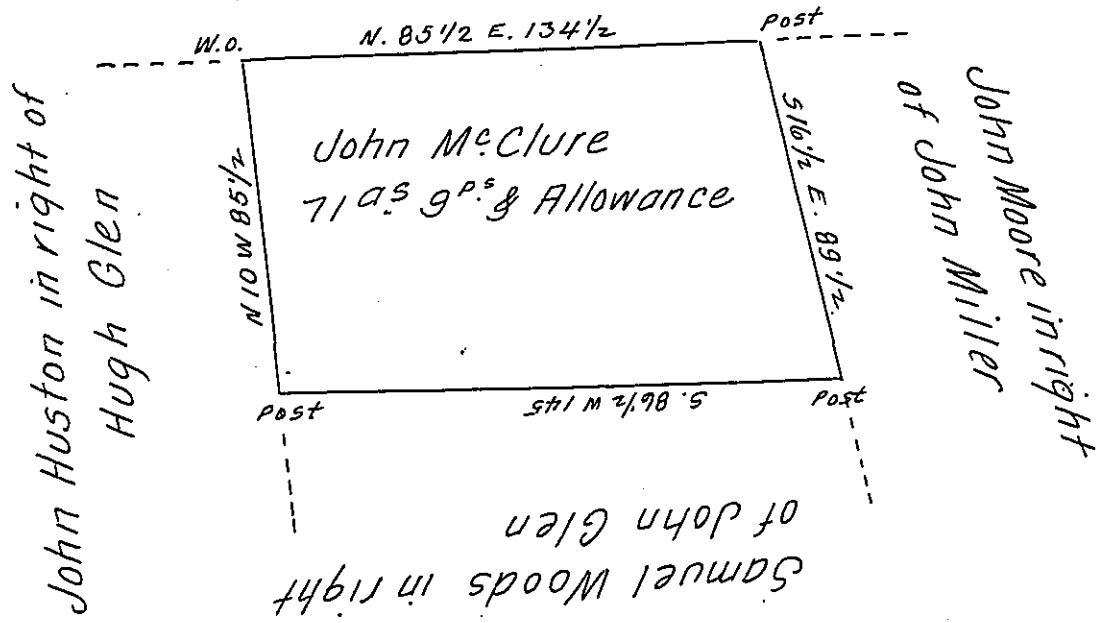 W.O.
N. 85 1/2 E. 134 1/2
Post
John Huston in right of
Hugh Glen
N 10 W 85 1/2
John McClure
71 as. 9 ps. & Allowance
S 16 1/2 E. 89 1/2.
John Moore in right
of John Miller
Post
S. 86 1/2 W 145
Post
Samuel Woods in right
of John Glen